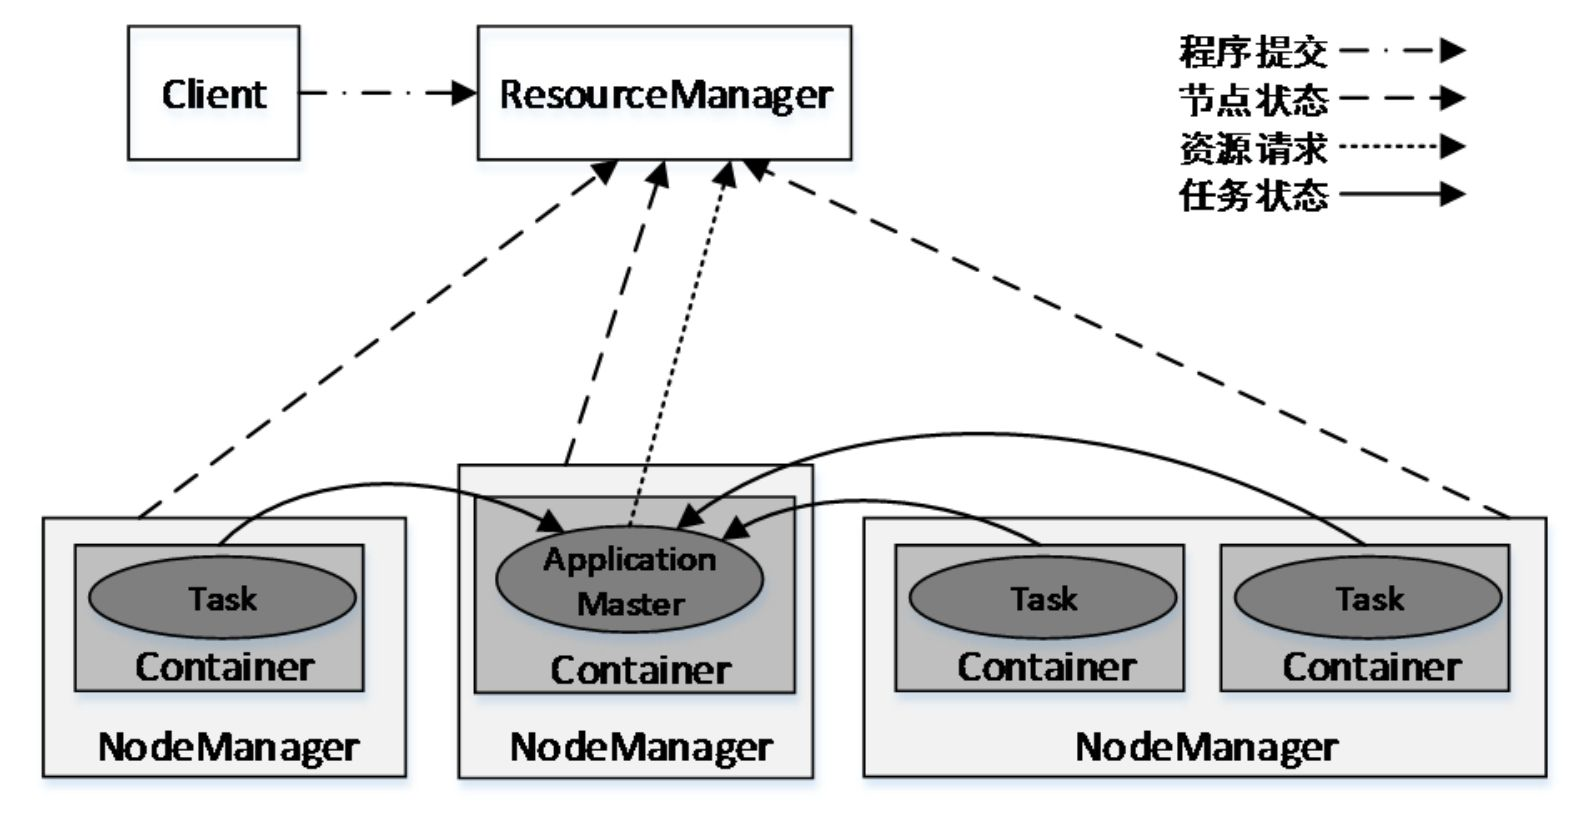 Client
ResourceManager
程序提交
节点状态
资源请求
任务状态
Task
Container
NodeManager
Application
Master
Container
NodeManager
Task
Container
Task
Container
NodeManager